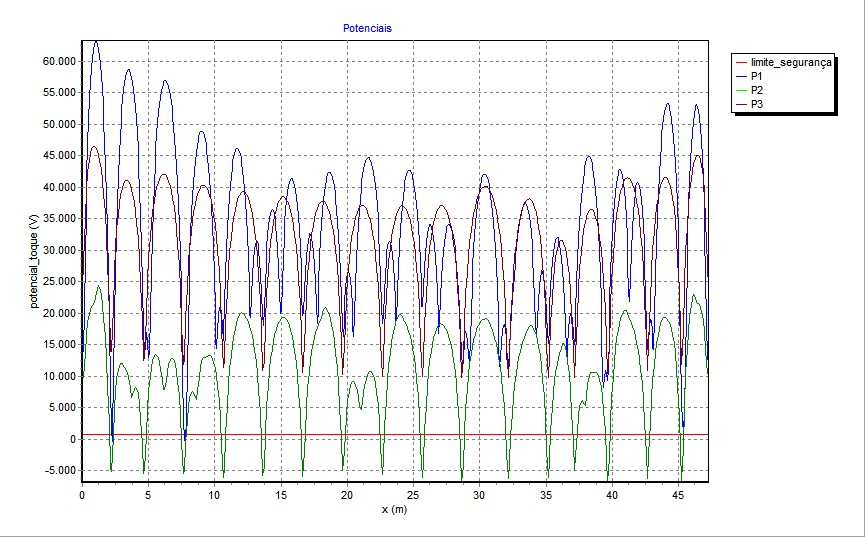 Potenciais
60.000
55.000
50.000
45.000
40.000
35.000
30.000
25.000
20.000
15.000
10.000
5.000
0
-5.000
potencial_toque (V)
0 5 10 15 20 25 30 35 40 45
x (m)
limite_segurança
P1
P2
P3